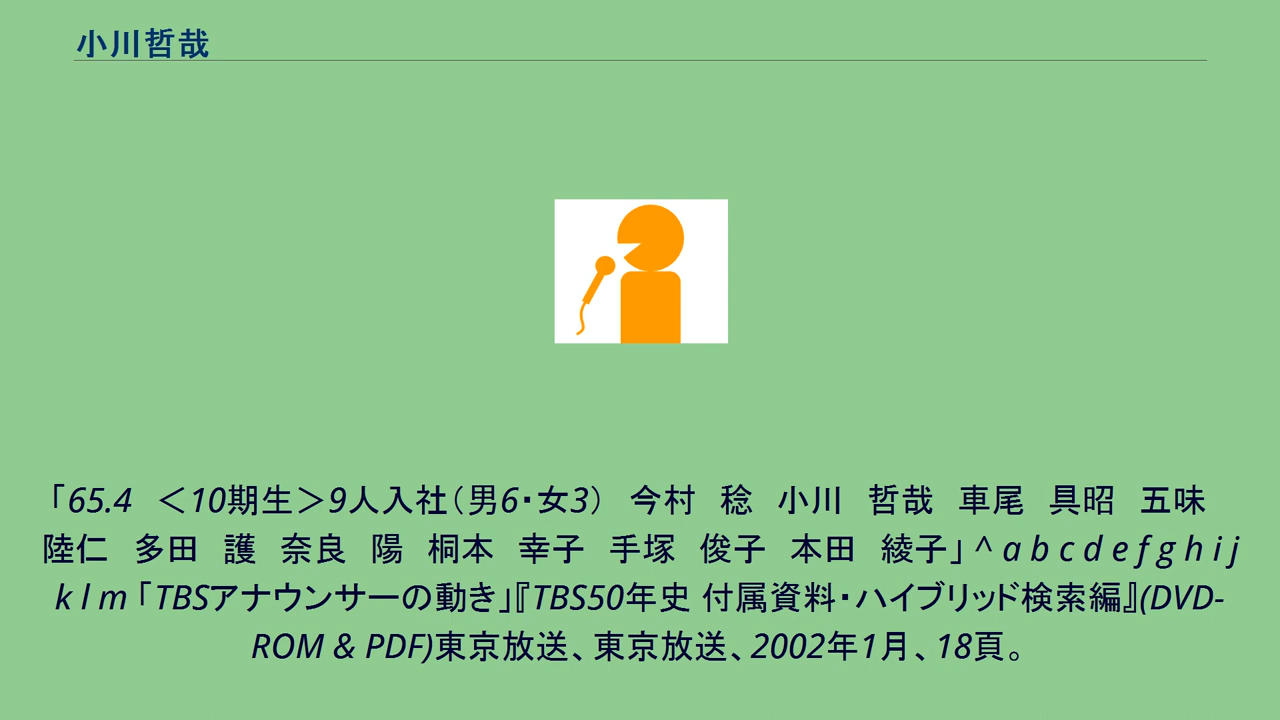 小川哲哉
「65.4　＜10期生＞9人入社（男6・女3）　今村　稔　小川　哲哉　車尾　具昭　五味
陸仁　多田　護　奈良　陽　桐本　幸子　手塚　俊子　本田　綾子」 ^ a b c d e f g h i j
k l m 「TBSアナウンサーの動き」『TBS50年史 付属資料・ハイブリッド検索編』(DVD-
ROM & PDF)東京放送、東京放送、2002年1月、18頁。